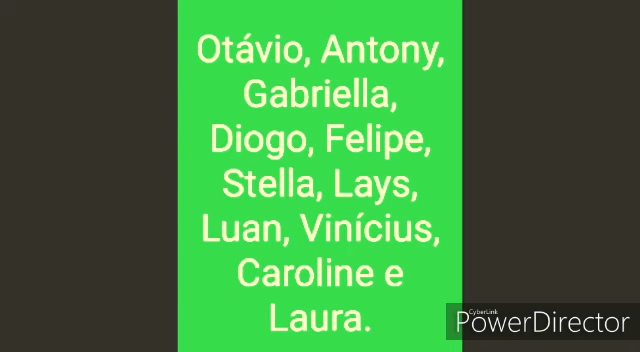 Otávio, Antony,
Gabriella,
Diogo, Felipe,
Stella, Lays,
Luan, Vinícius,
Caroline e
Laura.
CyberLink
PowerDirector